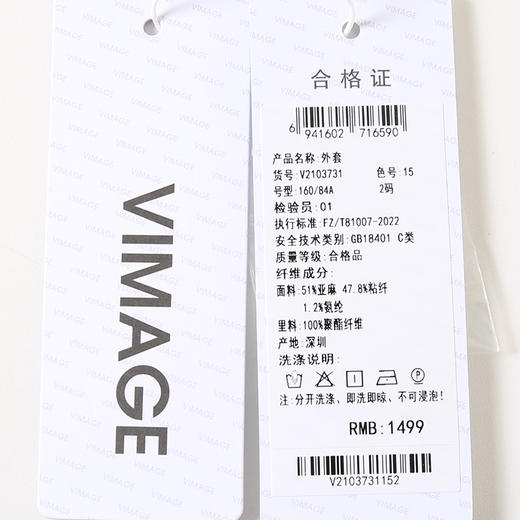 VIMAGE
合格证
6 941602 716590
产品名称:外套
货号:V2103731 色号:15
号型:160/84A 2码
检验员:01
执行标准:FZ/T81007-2022
安全技术类别:GB18401 C类
质量等级:合格品
纤维成分:
面料:51%亚麻 47.8%粘纤
1.2%氨纶
里料:100%聚酯纤维
产地:深圳
洗涤说明:
注:分开洗涤、即洗即晾、不可浸泡!
RMB:1499
V2103731152